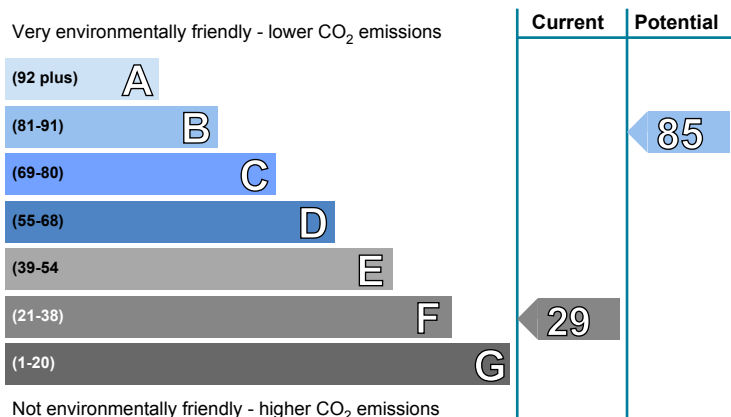 Very environmentally friendly - lower CO2 emissions
Current
Potential
(92 plus) A
(81-91) B
85
(69-80) C
(55-68) D
(39-54 E
(21-38) F
29
(1-20) G
Not environmentally friendly - higher CO2 emissions